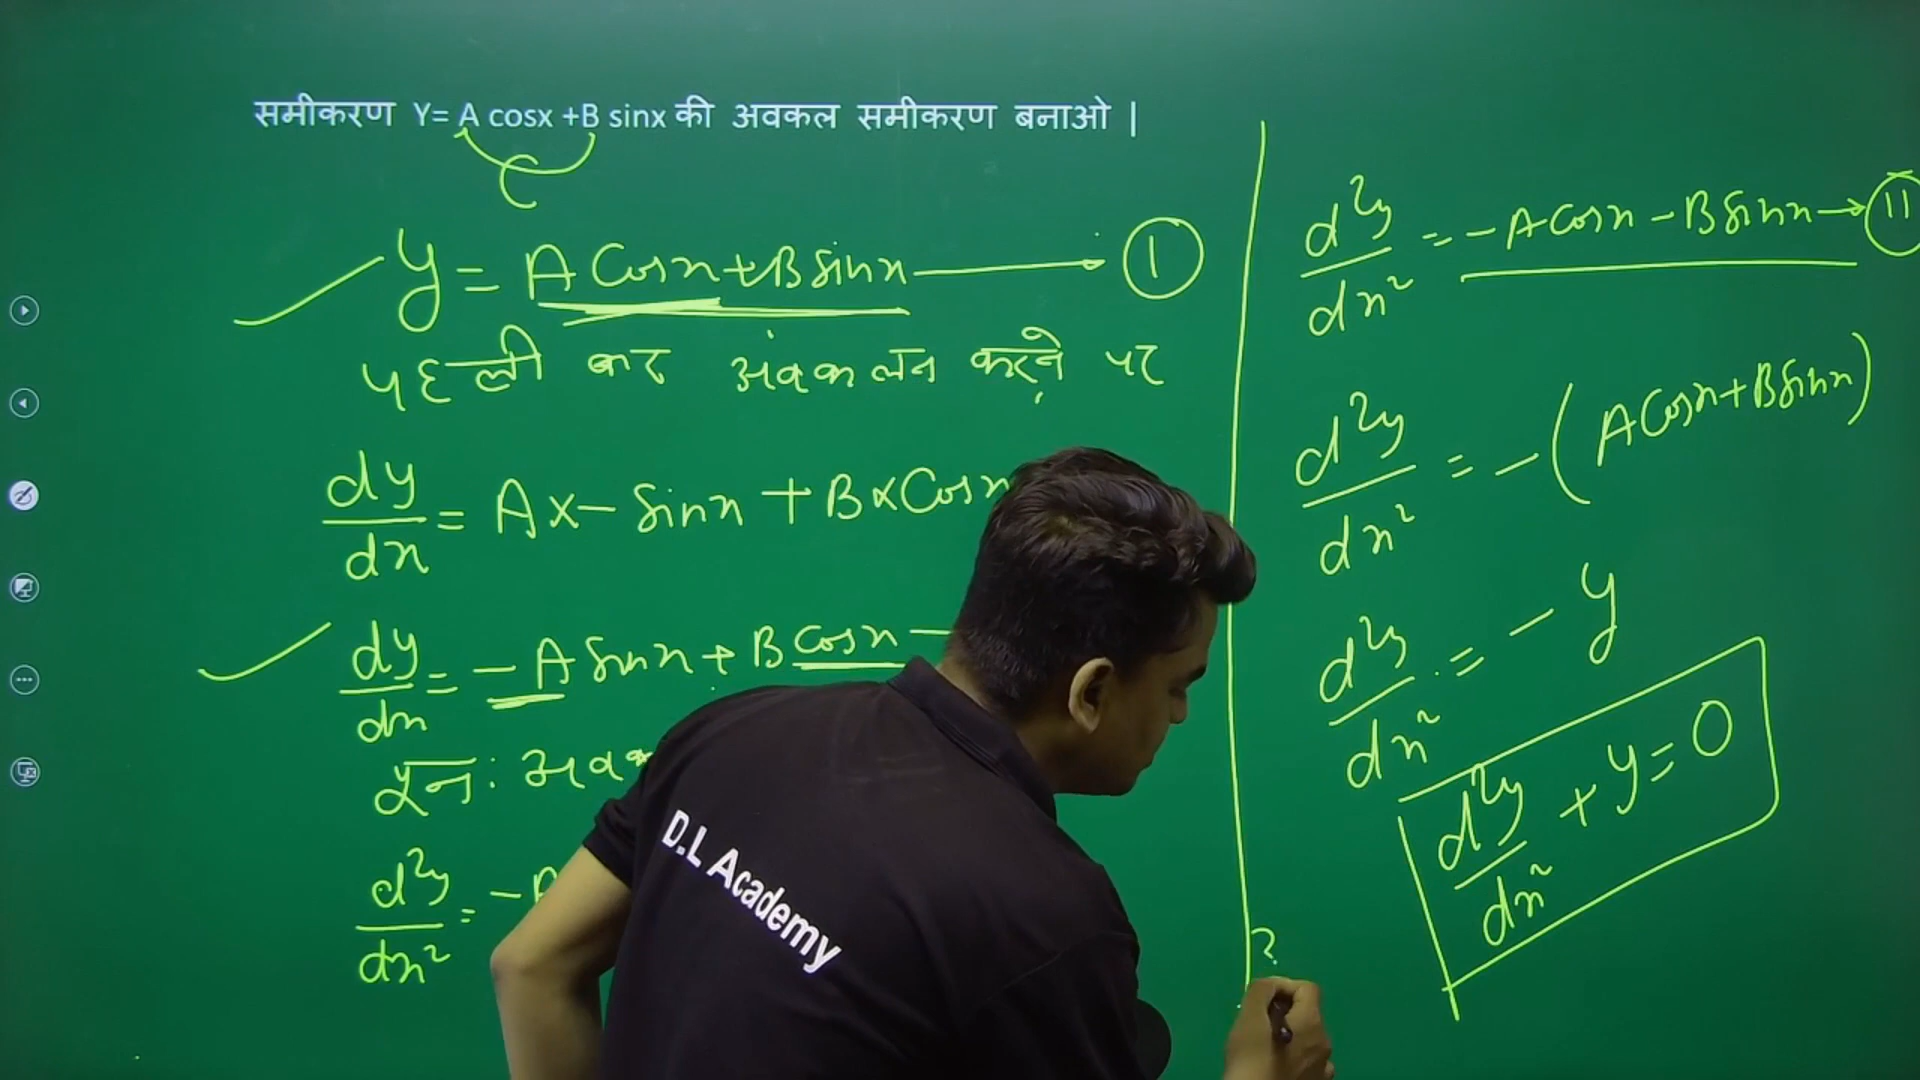 समीकरण Y= A cosx +B sinx की अवकल समीकरण बनाओ |
C
y = A Cosx + B Sinx → 1
पहली बार अवकलन करने पर
dy/dx = A x - Sinx + B x Cosx
dy/dx = - A Sinx + B cosx
पुन: अवक
d²y/dx² = -A
d²y/dx² = - A Cosx - B Sinx → 11
d²y/dx² = - ( A Cosx + B Sinx )
d²y/dx² = - y
d²y/dx² + y = 0
D.L Academy